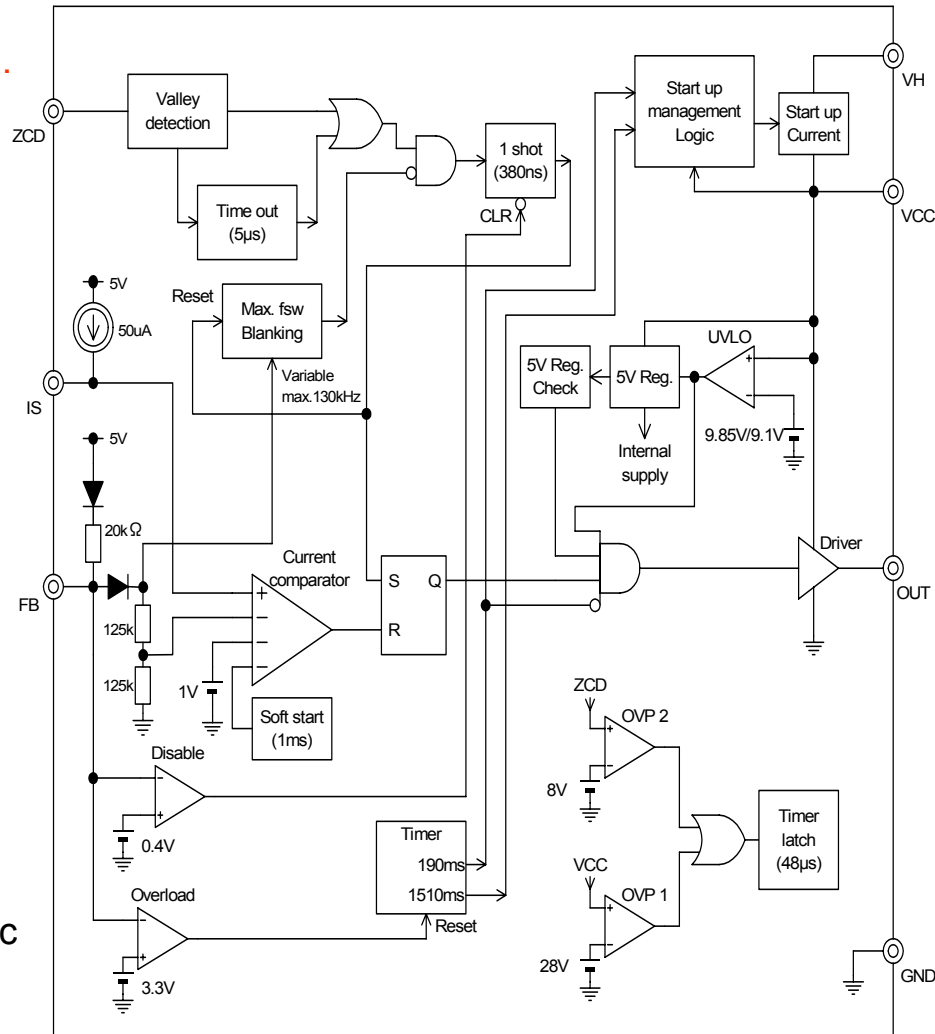 ZCD
Valley
detection
Time out
(5µs)
1 shot
(380ns)
CLR
Start up
management
Logic
Start up
Current
VH
VCC
5V
50uA
IS
Reset
Max. fsw
Blanking
Variable
max.130kHz
5V Reg.
Check
5V Reg.
UVLO
9.85V/9.1V
Internal
supply
5V
20kΩ
FB
125k
125k
Current
comparator
+
−
−
−
1V
Soft start
(1ms)
S
Q
R
Driver
OUT
Disable
−
+
0.4V
Overload
−
+
3.3V
Timer
190ms
1510ms
Reset
ZCD
OVP 2
+
−
8V
VCC
OVP 1
+
−
28V
Timer
latch
(48µs)
GND
+
−
C
.